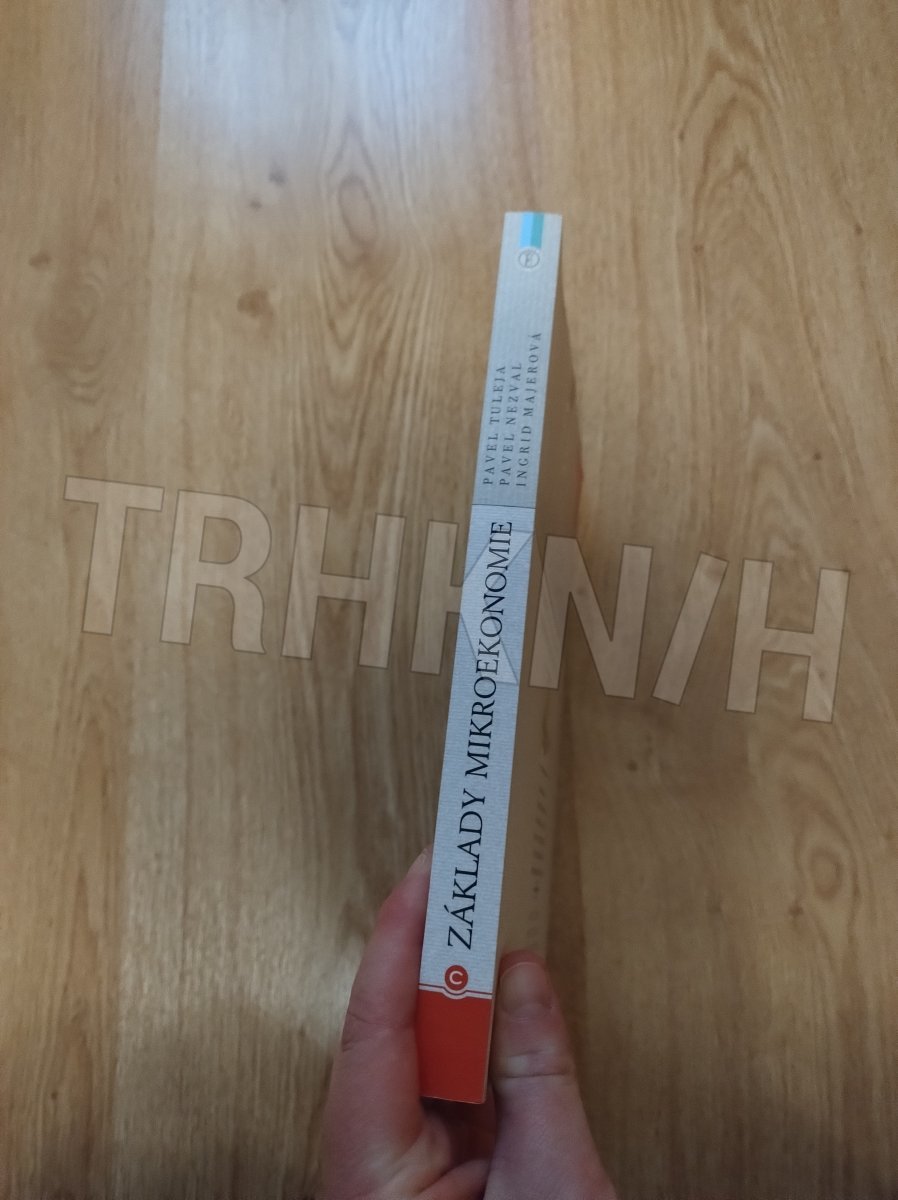 PAVEL TULEJA
PAVEL NEZVAL
INGRID MAJEROVÁ
ZÁKLADY MIKROEKONOMIE
C
TRHKNIH